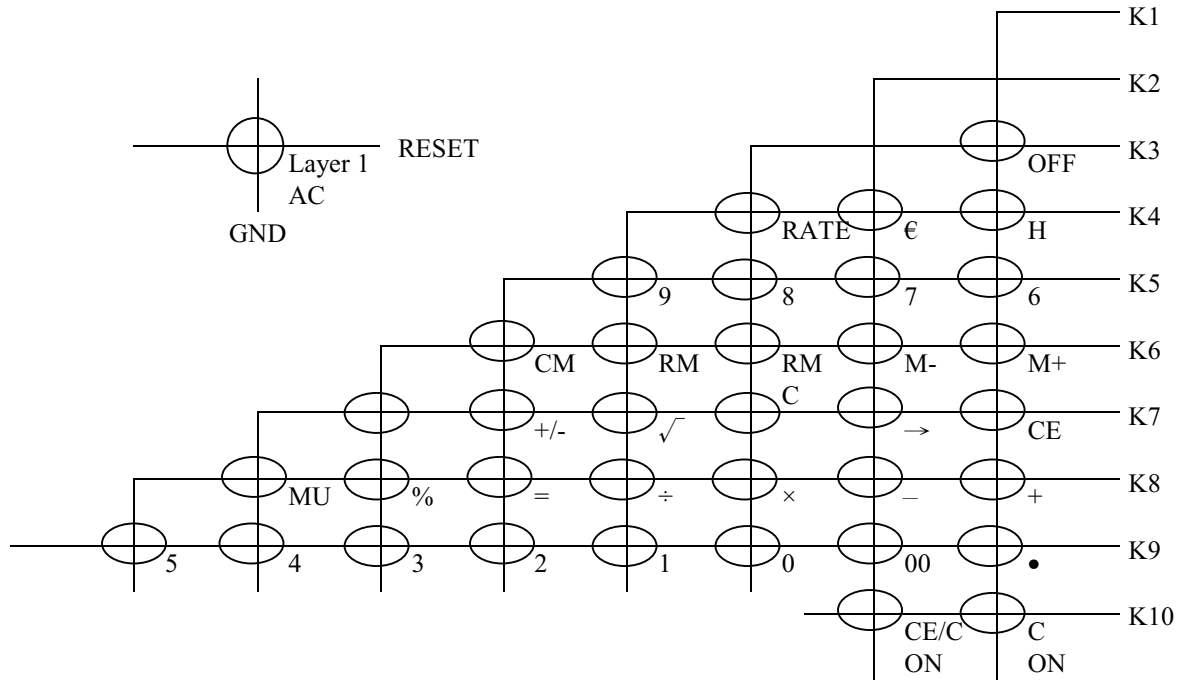 K1
K2
OFF K3
Layer 1 RESET
AC
GND
RATE € H K4
9 8 7 6 K5
CM RM RM M- M+ K6
C
+/- √ → CE K7
MU % = ÷ × – + K8
5 4 3 2 1 0 00 • K9
CE/C C K10
ON ON